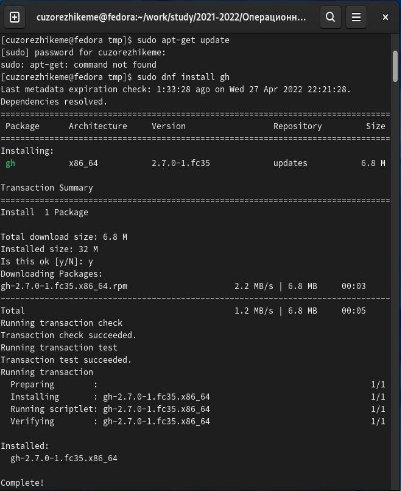 cuzorezhikeme@fedora:~/work/study/2021-2022/Операционн…
[cuzorezhikeme@fedora tmp]$ sudo apt-get update
[sudo] password for cuzorezhikeme:
sudo: apt-get: command not found
[cuzorezhikeme@fedora tmp]$ sudo dnf install gh
Last metadata expiration check: 1:33:28 ago on Wed 27 Apr 2022 22:21:28.
Dependencies resolved.
================================================================================
Package Architecture Version Repository Size
================================================================================
Installing:
gh x86_64 2.7.0-1.fc35 updates 6.8 M
Transaction Summary
================================================================================
Install 1 Package
Total download size: 6.8 M
Installed size: 32 M
Is this ok [y/N]: y
Downloading Packages:
gh-2.7.0-1.fc35.x86_64.rpm 2.2 MB/s | 6.8 MB 00:03
--------------------------------------------------------------------------------
Total 1.2 MB/s | 6.8 MB 00:05
Running transaction check
Transaction check succeeded.
Running transaction test
Transaction test succeeded.
Running transaction
Preparing : 1/1
Installing : gh-2.7.0-1.fc35.x86_64 1/1
Running scriptlet: gh-2.7.0-1.fc35.x86_64 1/1
Verifying : gh-2.7.0-1.fc35.x86_64 1/1
Installed:
gh-2.7.0-1.fc35.x86_64
Complete!